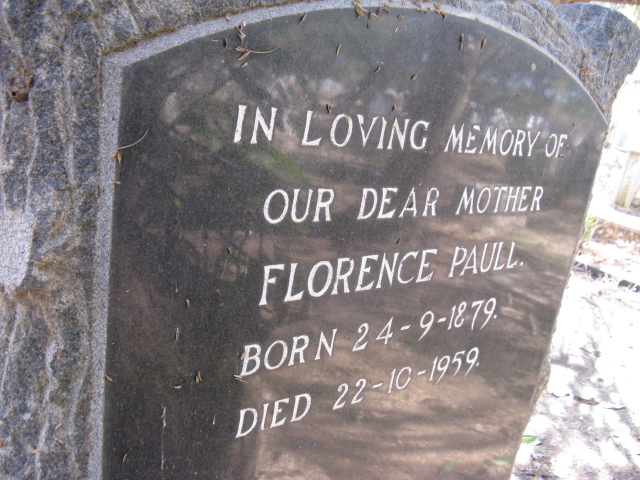 IN LOVING MEMORY OF
OUR DEAR MOTHER
FLORENCE PAULL.
BORN 24-9-1879.
DIED 22-10-1959.